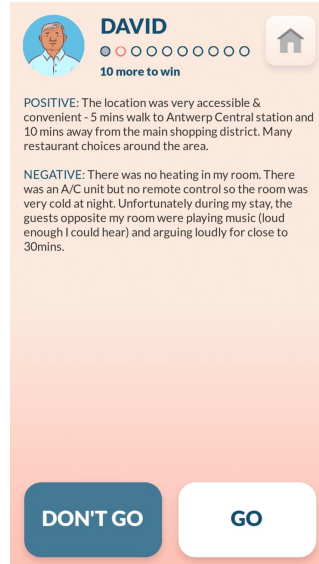 DAVID
10 more to win
POSITIVE: The location was very accessible &
convenient - 5 mins walk to Antwerp Central station and
10 mins away from the main shopping district. Many
restaurant choices around the area.
NEGATIVE: There was no heating in my room. There
was an A/C unit but no remote control so the room was
very cold at night. Unfortunately during my stay, the
guests opposite my room were playing music (loud
enough I could hear) and arguing loudly for close to
30mins.
DON'T GO
GO